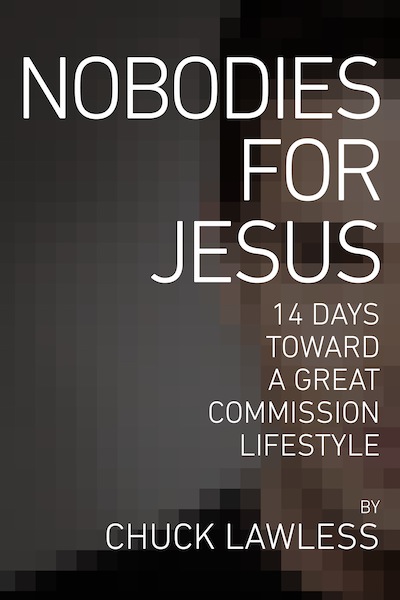 NOBODIES
FOR
JESUS
14 DAYS
TOWARD
A GREAT
COMMISSION
LIFESTYLE
BY
CHUCK LAWLESS